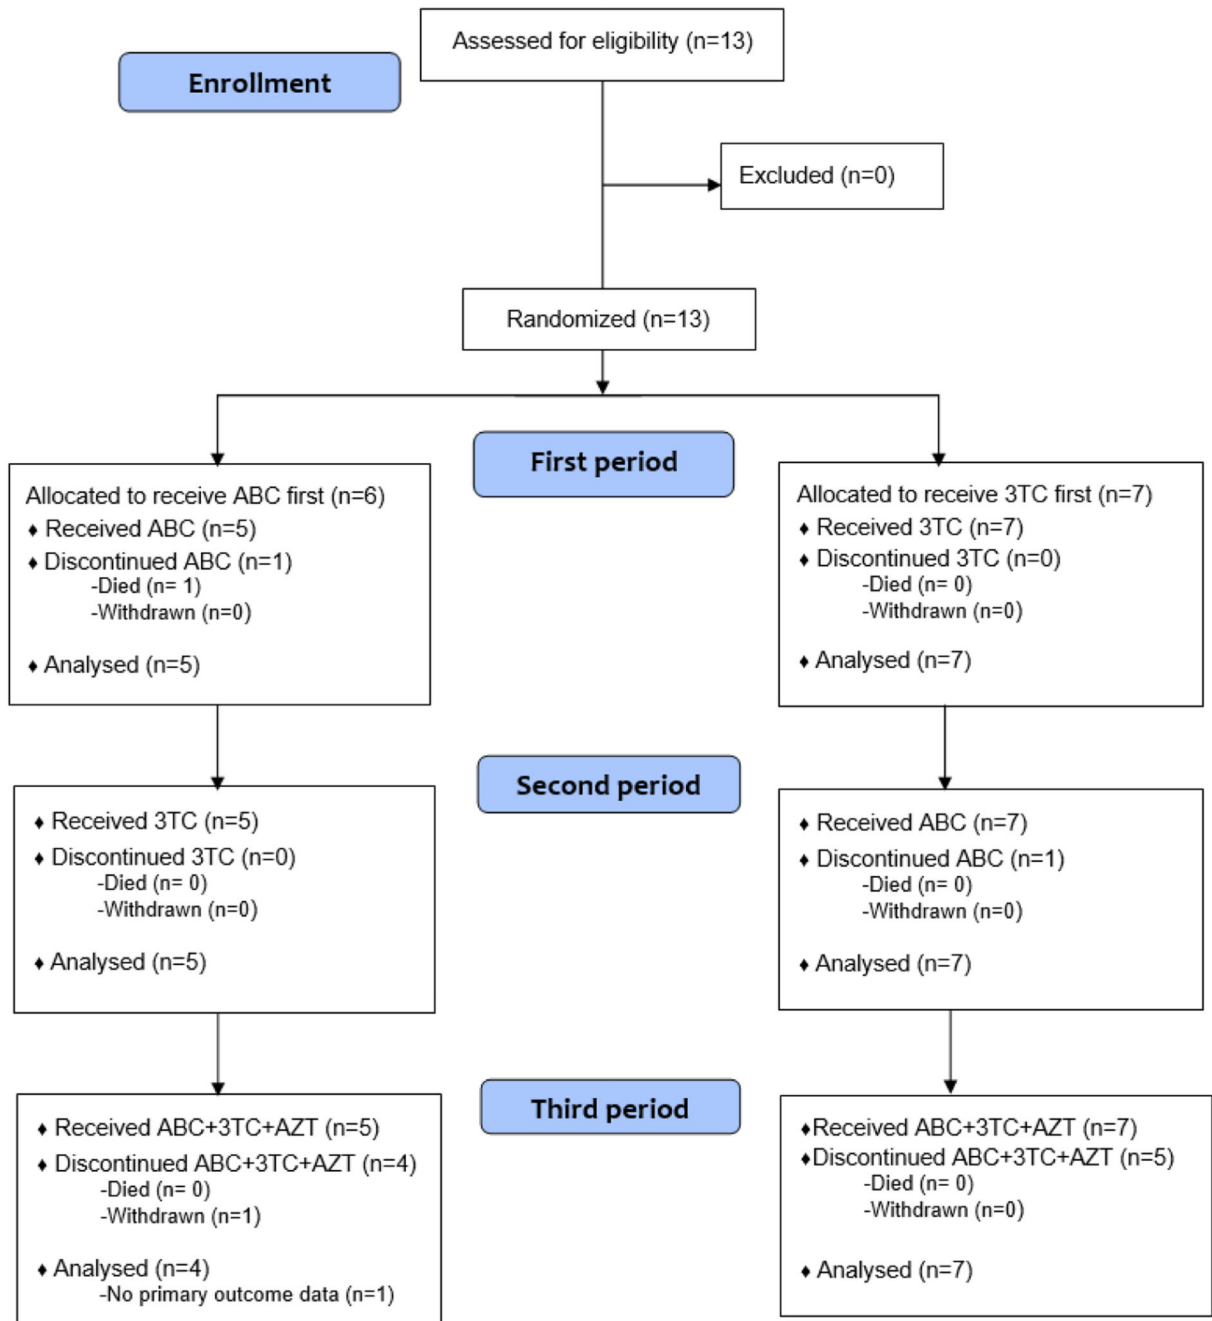 Assessed for eligibility (n=13)
Enrollment
Excluded (n=0)
Randomized (n=13)
First period
Allocated to receive ABC first (n=6)
♦ Received ABC (n=5)
♦ Discontinued ABC (n=1)
-Died (n= 1)
-Withdrawn (n=0)
♦ Analysed (n=5)
Allocated to receive 3TC first (n=7)
♦ Received 3TC (n=7)
♦ Discontinued 3TC (n=0)
-Died (n= 0)
-Withdrawn (n=0)
♦ Analysed (n=7)
Second period
♦ Received 3TC (n=5)
♦ Discontinued 3TC (n=0)
-Died (n= 0)
-Withdrawn (n=0)
♦ Analysed (n=5)
♦ Received ABC (n=7)
♦ Discontinued ABC (n=1)
-Died (n= 0)
-Withdrawn (n=0)
♦ Analysed (n=7)
Third period
♦ Received ABC+3TC+AZT (n=5)
♦ Discontinued ABC+3TC+AZT (n=4)
-Died (n= 0)
-Withdrawn (n=1)
♦ Analysed (n=4)
-No primary outcome data (n=1)
♦Received ABC+3TC+AZT (n=7)
♦Discontinued ABC+3TC+AZT (n=5)
-Died (n= 0)
-Withdrawn (n=0)
♦ Analysed (n=7)